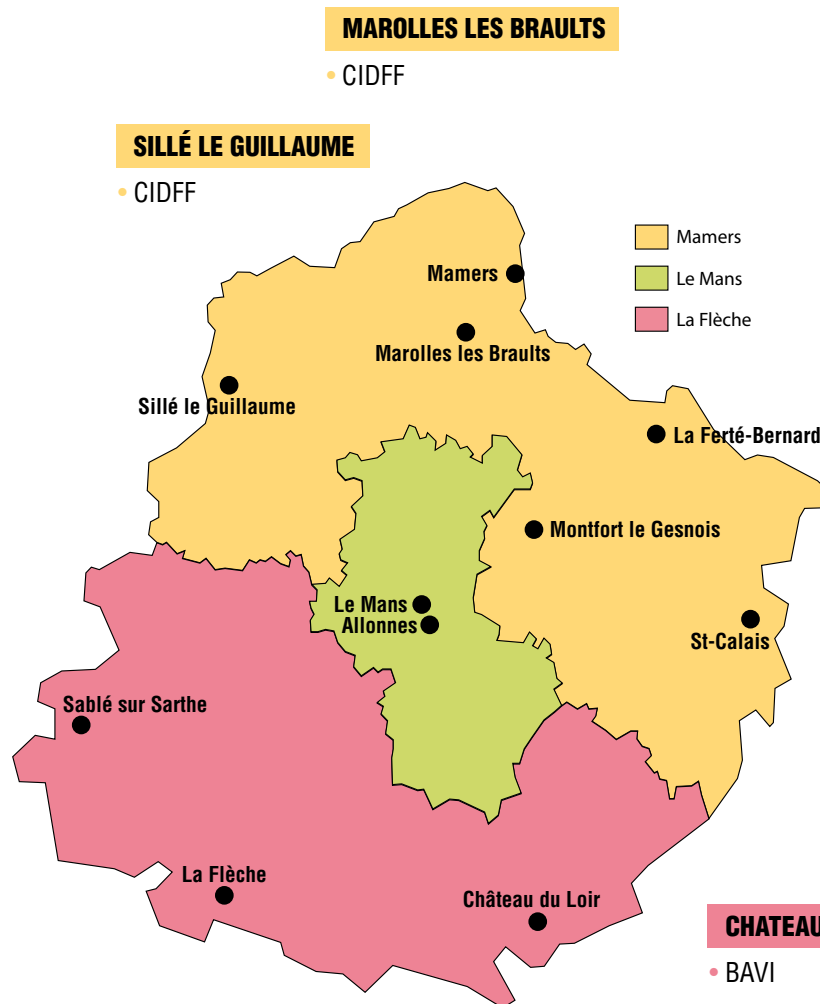 MAROLLES LES BRAULTS
• CIDFF
SILLÉ LE GUILLAUME
• CIDFF
Mamers
Le Mans
La Flèche
Mamers
Marolles les Braults
Sillé le Guillaume
La Ferté-Bernard
Montfort le Gesnois
Le Mans
Allonnes
St-Calais
Sablé sur Sarthe
La Flèche
Château du Loir
CHATEAU
• BAVI